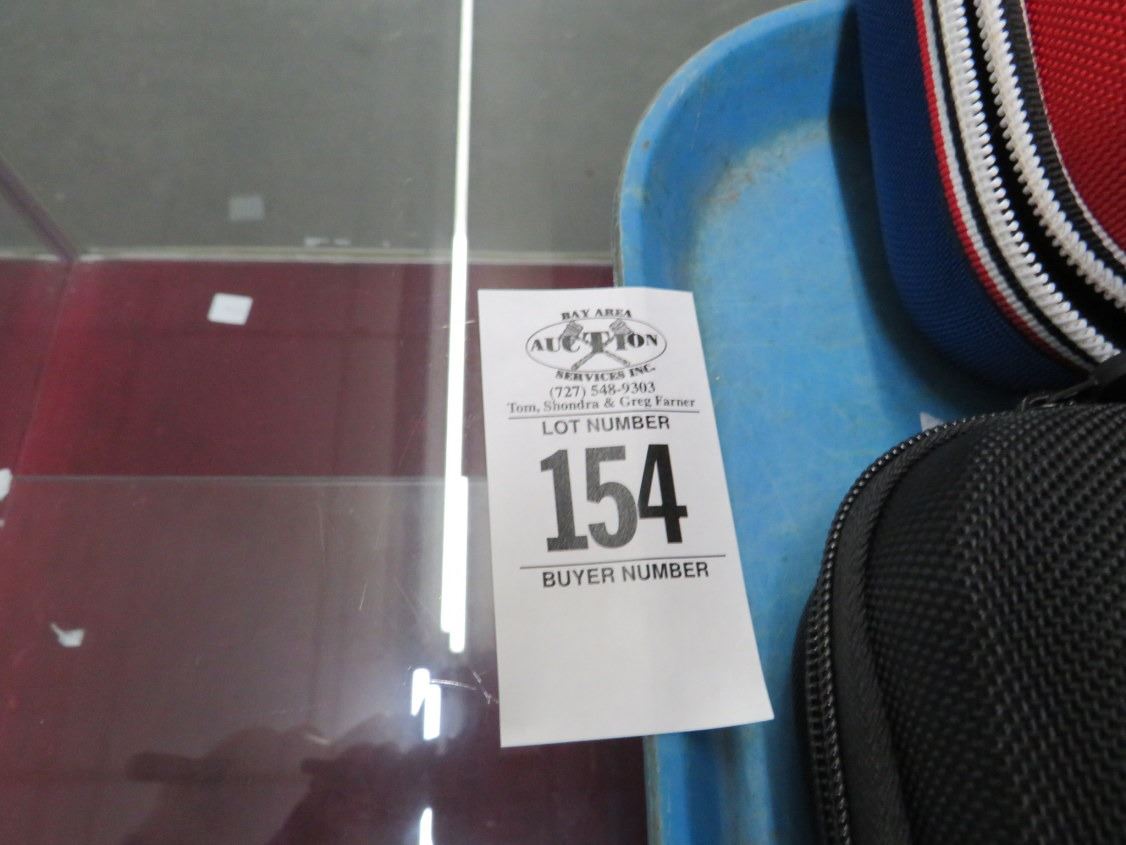 BAY AREA
AUCTION
SERVICES INC.
(727) 548-9303
Tom, Shondra & Greg Farner
LOT NUMBER
154
BUYER NUMBER